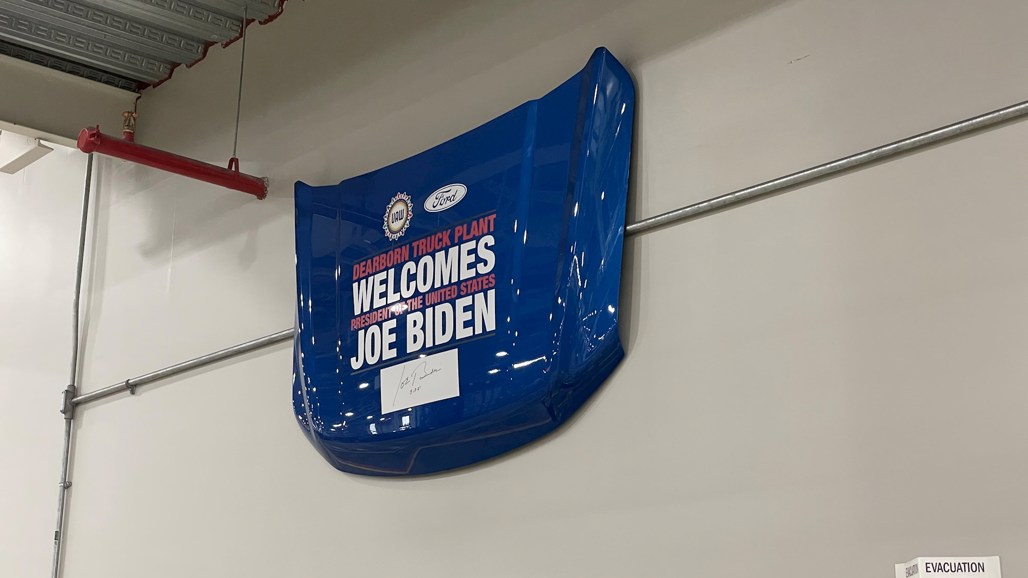 UAW
Ford
DEARBORN TRUCK PLANT
WELCOMES
PRESIDENT OF THE UNITED STATES
JOE BIDEN
EVACUATION